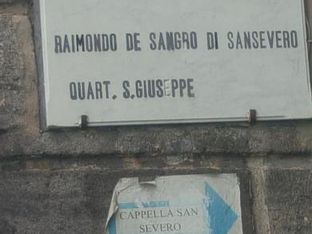 RAIMONDO DE SANGRO DI SANSEVERO
QUART. S.GIUSEPPE
CAPPELLA SAN
SEVERO